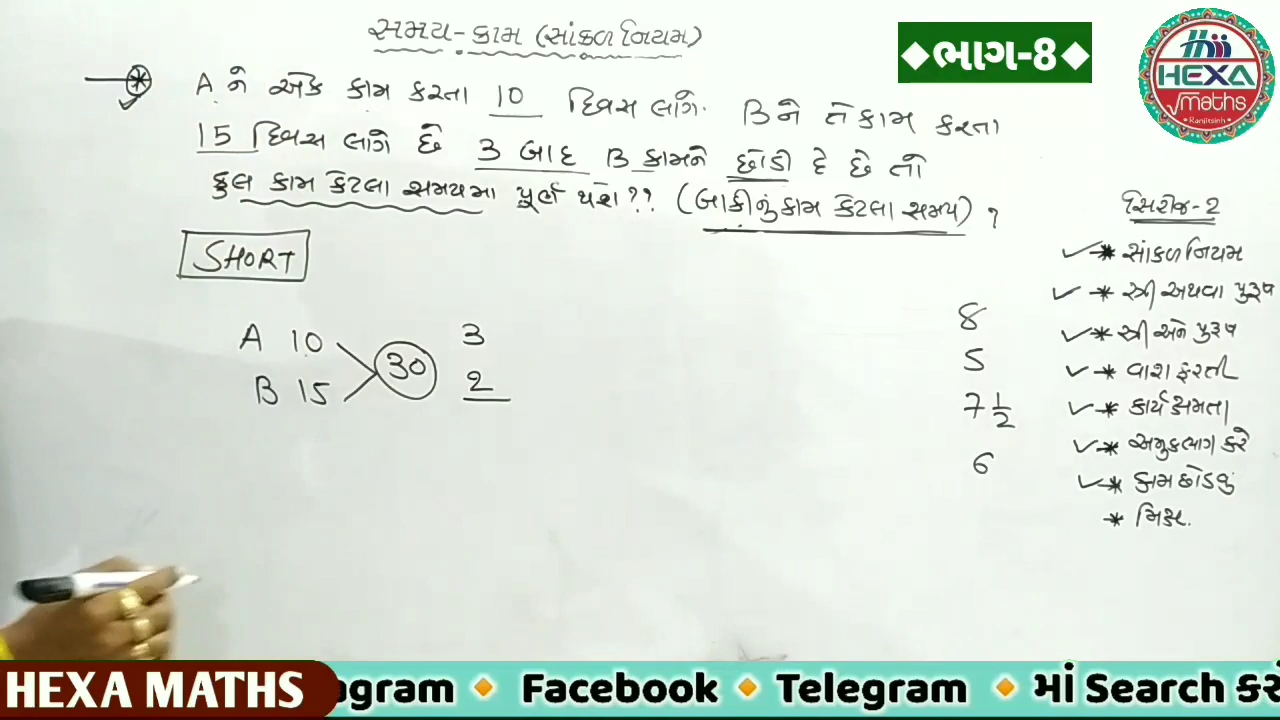 સમય-કામ (સાંકળ નિયમ)
◆ભાગ-8◆
HEXA
Maths
Ranjitsinh
A ને એક કામ કરતા 10 દિવસ લાગે. B ને તે કામ કરતા
15 દિવસ લાગે છે 3 બાદ B કામને છોડી દે છે તો
કુલ કામ કેટલા સમયમા પૂર્ણ થશે?? (બાકીનું કામ કેટલા સમય) ?
SHORT
A 10
B 15
30
3
2
8
5
7 1/2
6
સિરીજ-2
* સાંકળ નિયમ
* સ્ત્રી અથવા પુરૂષ
* સ્ત્રી અને પુરૂષ
* વારા ફરતી
* કાર્ય ક્ષમતા
* અમુક ભાગ કરે
* કામ છોડવું
* મિક્ષ.
HEXA MATHS
agram 🔸 Facebook 🔸 Telegram 🔸 માં Search કરો